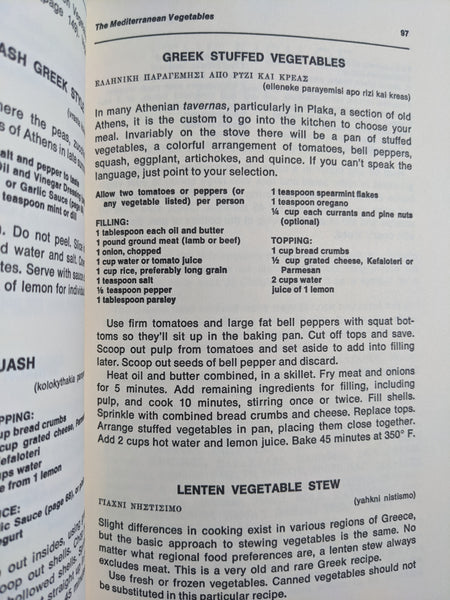 The Mediterranean Vegetables
97
GREEK STUFFED VEGETABLES
ΕΛΛΗΝΙΚΗ ΠΑΡΑΓΕΜΗΣΙ ΑΠΟ ΡΥΖΙ ΚΑΙ ΚΡΕΑΣ
(elleneke parayemisi apo rizi kai kreas)
In many Athenian tavernas, particularly in Plaka, a section of old
Athens, it is the custom to go into the kitchen to choose your
meal. Invariably on the stove there will be a pan of stuffed
vegetables, a colorful arrangement of tomatoes, bell peppers,
squash, eggplant, artichokes, and quince. If you can't speak the
language, just point to your selection.
Allow two tomatoes or peppers (or
any vegetable listed) per person
FILLING:
1 tablespoon each oil and butter
1 pound ground meat (lamb or beef)
1 onion, chopped
1 cup water or tomato juice
1 cup rice, preferably long grain
1 teaspoon salt
⅛ teaspoon pepper
1 tablespoon parsley
1 teaspoon spearmint flakes
1 teaspoon oregano
¼ cup each currants and pine nuts
(optional)
TOPPING:
1 cup bread crumbs
½ cup grated cheese, Kefaloteri or
Parmesan
2 cups water
juice of 1 lemon
Use firm tomatoes and large fat bell peppers with squat bot-
toms so they'll sit up in the baking pan. Cut off tops and save.
Scoop out pulp from tomatoes and set aside to add into filling
later. Scoop out seeds of bell pepper and discard.
Heat oil and butter combined, in a skillet. Fry meat and onions
for 5 minutes. Add remaining ingredients for filling, including
pulp, and cook 10 minutes, stirring once or twice. Fill shells.
Sprinkle with combined bread crumbs and cheese. Replace tops.
Arrange stuffed vegetables in pan, placing them close together.
Add 2 cups hot water and lemon juice. Bake 45 minutes at 350° F.
LENTEN VEGETABLE STEW
ΓΙΑΧΝΙ ΝΗΣΤΙΣΙΜΟ
(yahkni nistismo)
Slight differences in cooking exist in various regions of Greece,
but the basic approach to stewing vegetables is the same. No
matter what regional food preferences are, a lenten stew always
excludes meat. This is a very old and rare Greek recipe.
Use fresh or frozen vegetables. Canned vegetables should not
be substituted in this particular recipe.